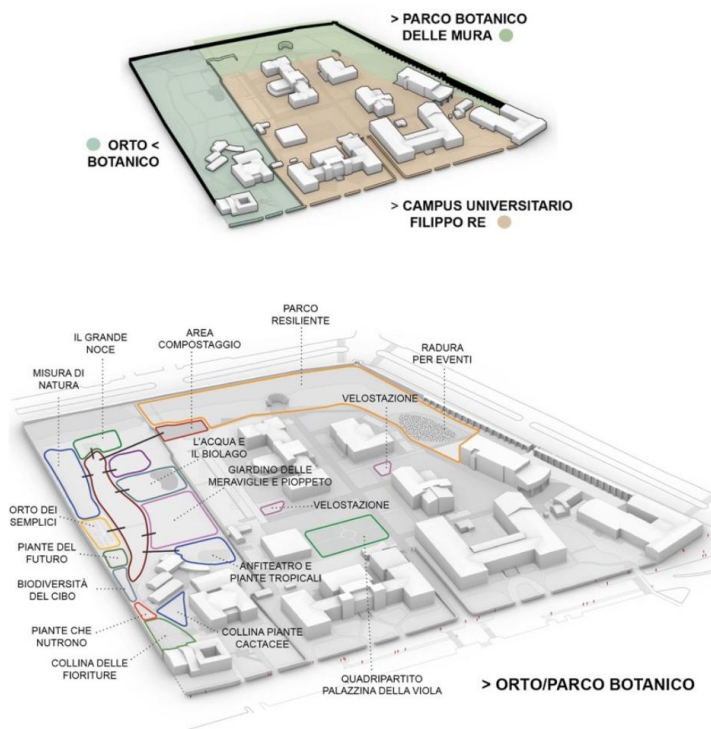 > PARCO BOTANICO
DELLE MURA
ORTO <
BOTANICO
> CAMPUS UNIVERSITARIO
FILIPPO RE
PARCO
RESILIENTE
IL GRANDE
NOCE
AREA
COMPOSTAGGIO
RADURA
PER EVENTI
MISURA DI
NATURA
VELOSTAZIONE
L'ACQUA E
IL BIOLAGO
GIARDINO DELLE
MERAVIGLIE E PIOPPETO
ORTO DEI
SEMPLICI
VELOSTAZIONE
PIANTE DEL
FUTURO
ANFITEATRO E
PIANTE TROPICALI
BIODIVERSITÀ
DEL CIBO
PIANTE CHE
NUTRONO
COLLINA PIANTE
CACTACEE
COLLINA DELLE
FIORITURE
QUADRIPARTITO
PALAZZINA DELLA VIOLA
> ORTO/PARCO BOTANICO